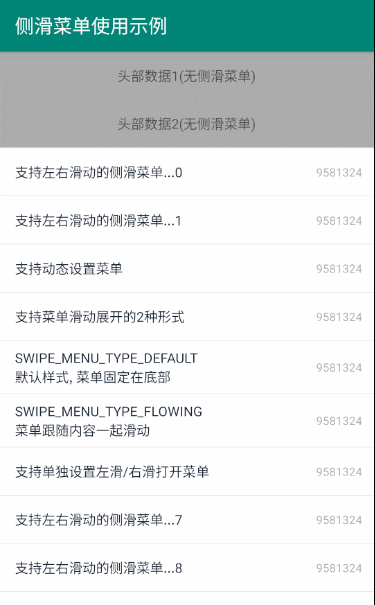 侧滑菜单使用示例
头部数据1(无侧滑菜单)
头部数据2(无侧滑菜单)
支持左右滑动的侧滑菜单...0 9581324
支持左右滑动的侧滑菜单...1 9581324
支持动态设置菜单 9581324
支持菜单滑动展开的2种形式 9581324
SWIPE_MENU_TYPE_DEFAULT
默认样式, 菜单固定在底部 9581324
SWIPE_MENU_TYPE_FLOWING
菜单跟随内容一起滑动 9581324
支持单独设置左滑/右滑打开菜单 9581324
支持左右滑动的侧滑菜单...7 9581324
支持左右滑动的侧滑菜单...8 9581324